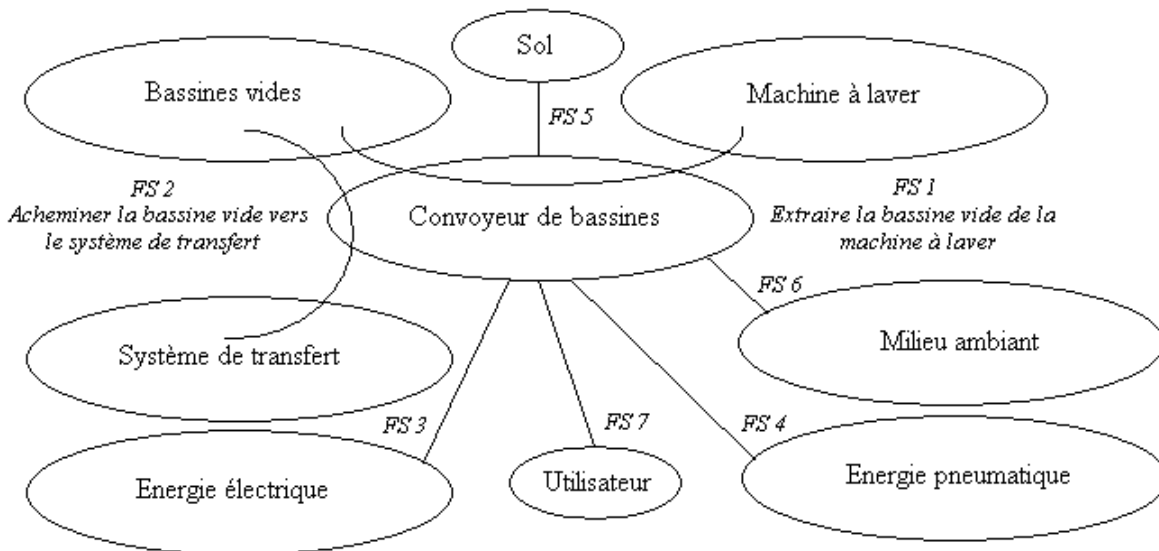 Sol
Bassines vides
Machine à laver
FS 5
FS 2
Acheminer la bassine vide vers
le système de transfert
Convoyeur de bassines
FS 1
Extraire la bassine vide de la
machine à laver
FS 6
Système de transfert
Milieu ambiant
FS 3
FS 7
FS 4
Energie électrique
Utilisateur
Energie pneumatique